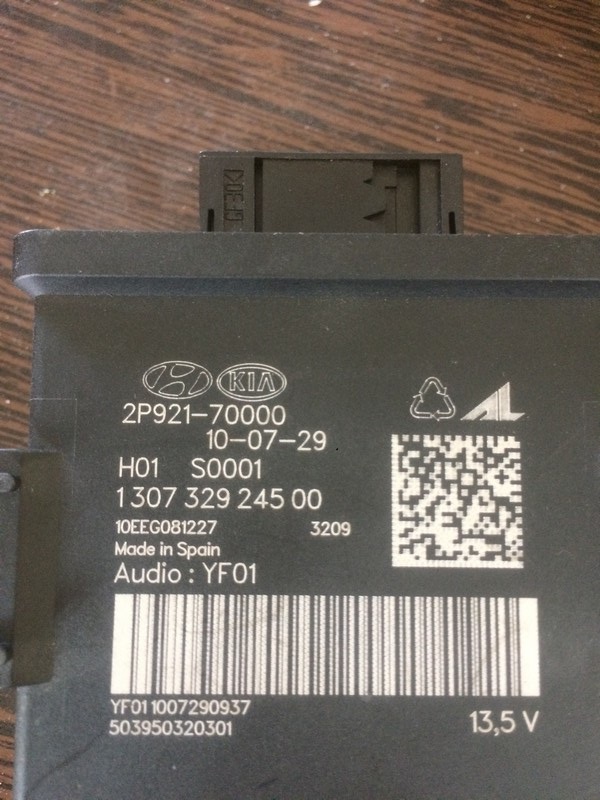 >GF30<
KIA
2P921-70000
10-07-29
H01 S0001
1 307 329 245 00
10EEG081227 3209
Made in Spain
Audio : YF01
YF011007290937
503950320301
13,5 V